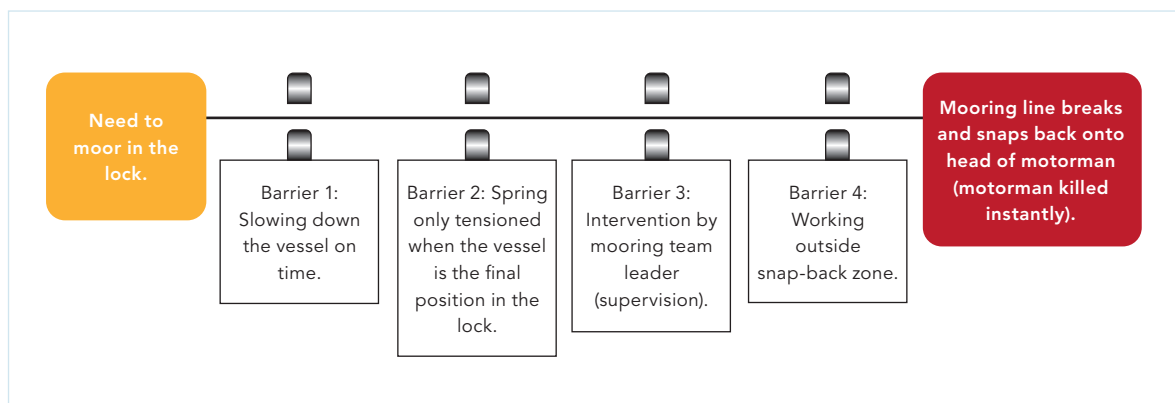 Need to
moor in the
lock.
Barrier 1:
Slowing down
the vessel on
time.
Barrier 2: Spring
only tensioned
when the vessel
is the final
position in the
lock.
Barrier 3:
Intervention by
mooring team
leader
(supervision).
Barrier 4:
Working
outside
snap-back zone.
Mooring line breaks
and snaps back onto
head of motorman
(motorman killed
instantly).